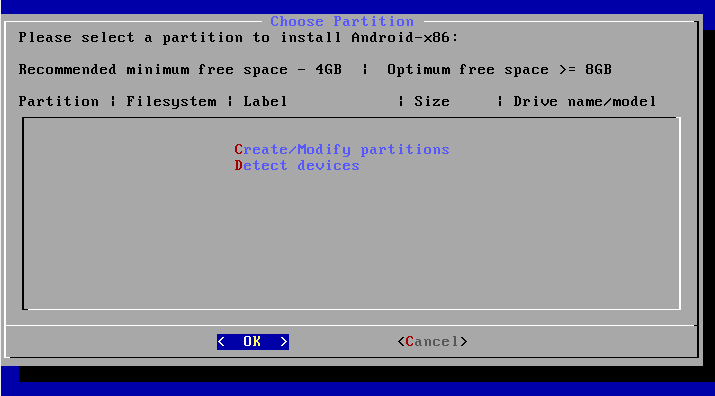 Choose Partition
Please select a partition to install Android-x86:
Recommended minimum free space - 4GB ¦ Optimum free space >= 8GB
Partition ¦ Filesystem ¦ Label ¦ Size ¦ Drive name/model
Create/Modify partitions
Detect devices
< OK > <Cancel>